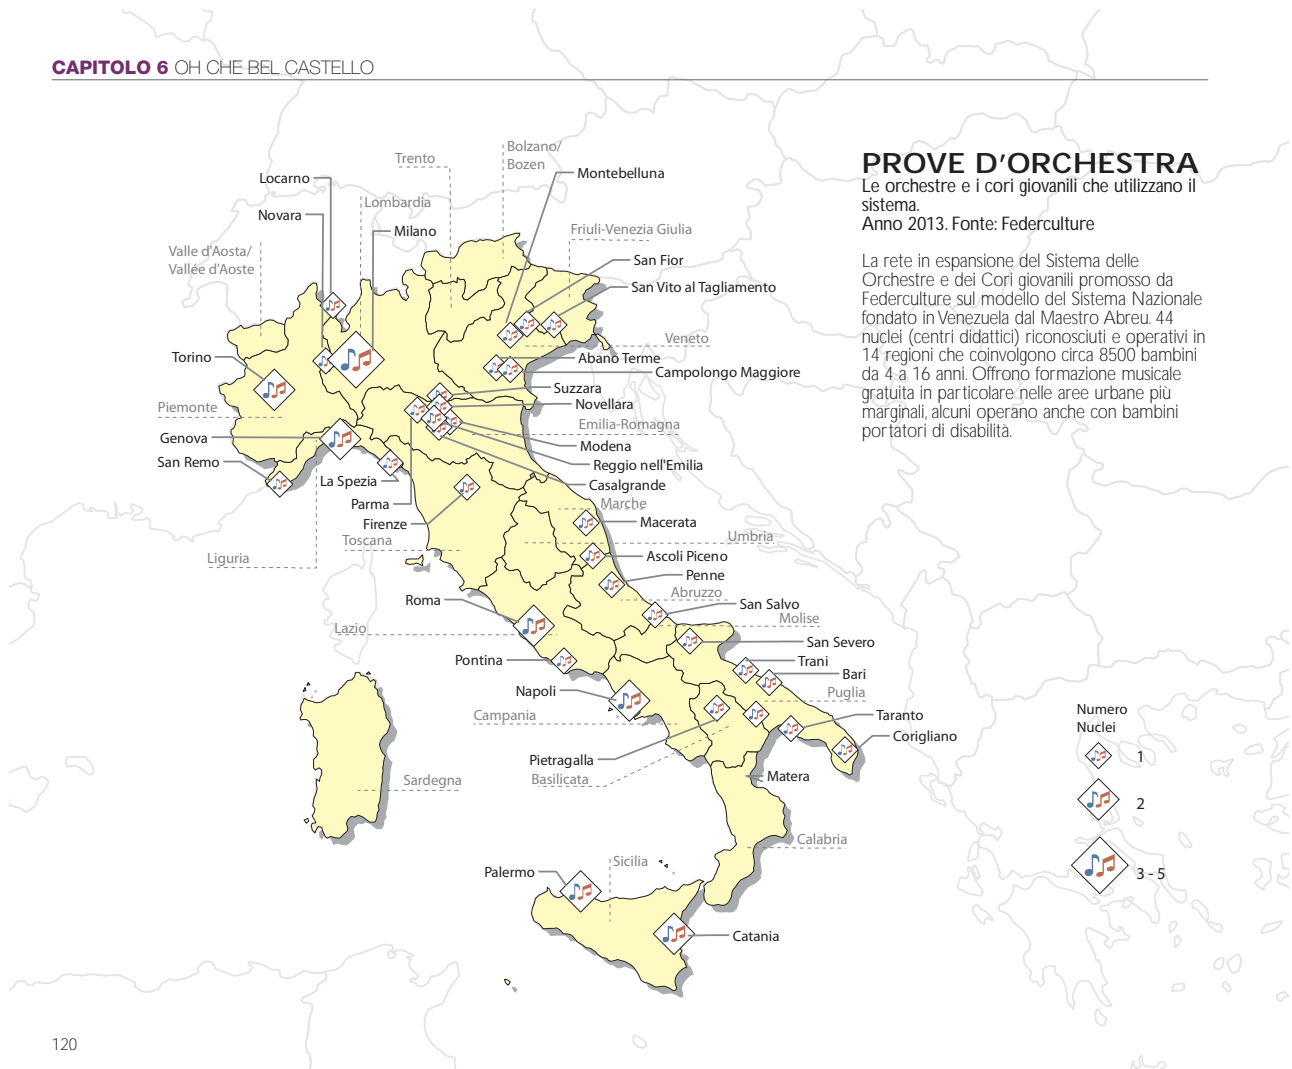 CAPITOLO 6 OH CHE BEL CASTELLO
PROVE D'ORCHESTRA
Le orchestre e i cori giovanili che utilizzano il
sistema.
Anno 2013. Fonte: Federculture
La rete in espansione del Sistema delle
Orchestre e dei Cori giovanili promosso da
Federculture sul modello del Sistema Nazionale
fondato in Venezuela dal Maestro Abreu. 44
nuclei (centri didattici) riconosciuti e operativi in
14 regioni che coinvolgono circa 8500 bambini
da 4 a 16 anni. Offrono formazione musicale
gratuita in particolare nelle aree urbane più
marginali, alcuni operano anche con bambini
portatori di disabilità.
Bolzano/
Bozen
Trento
Montebelluna
Locarno
Lombardia
Novara
Milano
Friuli-Venezia Giulia
Valle d'Aosta/
Vallée d'Aoste
San Fior
San Vito al Tagliamento
Veneto
Torino
Abano Terme
Campolongo Maggiore
Suzzara
Piemonte
Novellara
Emilia-Romagna
Genova
Modena
San Remo
Reggio nell'Emilia
La Spezia
Casalgrande
Parma
Marche
Firenze
Macerata
Toscana
Umbria
Liguria
Ascoli Piceno
Penne
Abruzzo
Roma
San Salvo
Molise
Lazio
San Severo
Pontina
Trani
Bari
Napoli
Puglia
Campania
Taranto
Corigliano
Pietragalla
Basilicata
Matera
Sardegna
Calabria
Sicilia
Palermo
Catania
Numero
Nuclei
1
2
3 - 5
120